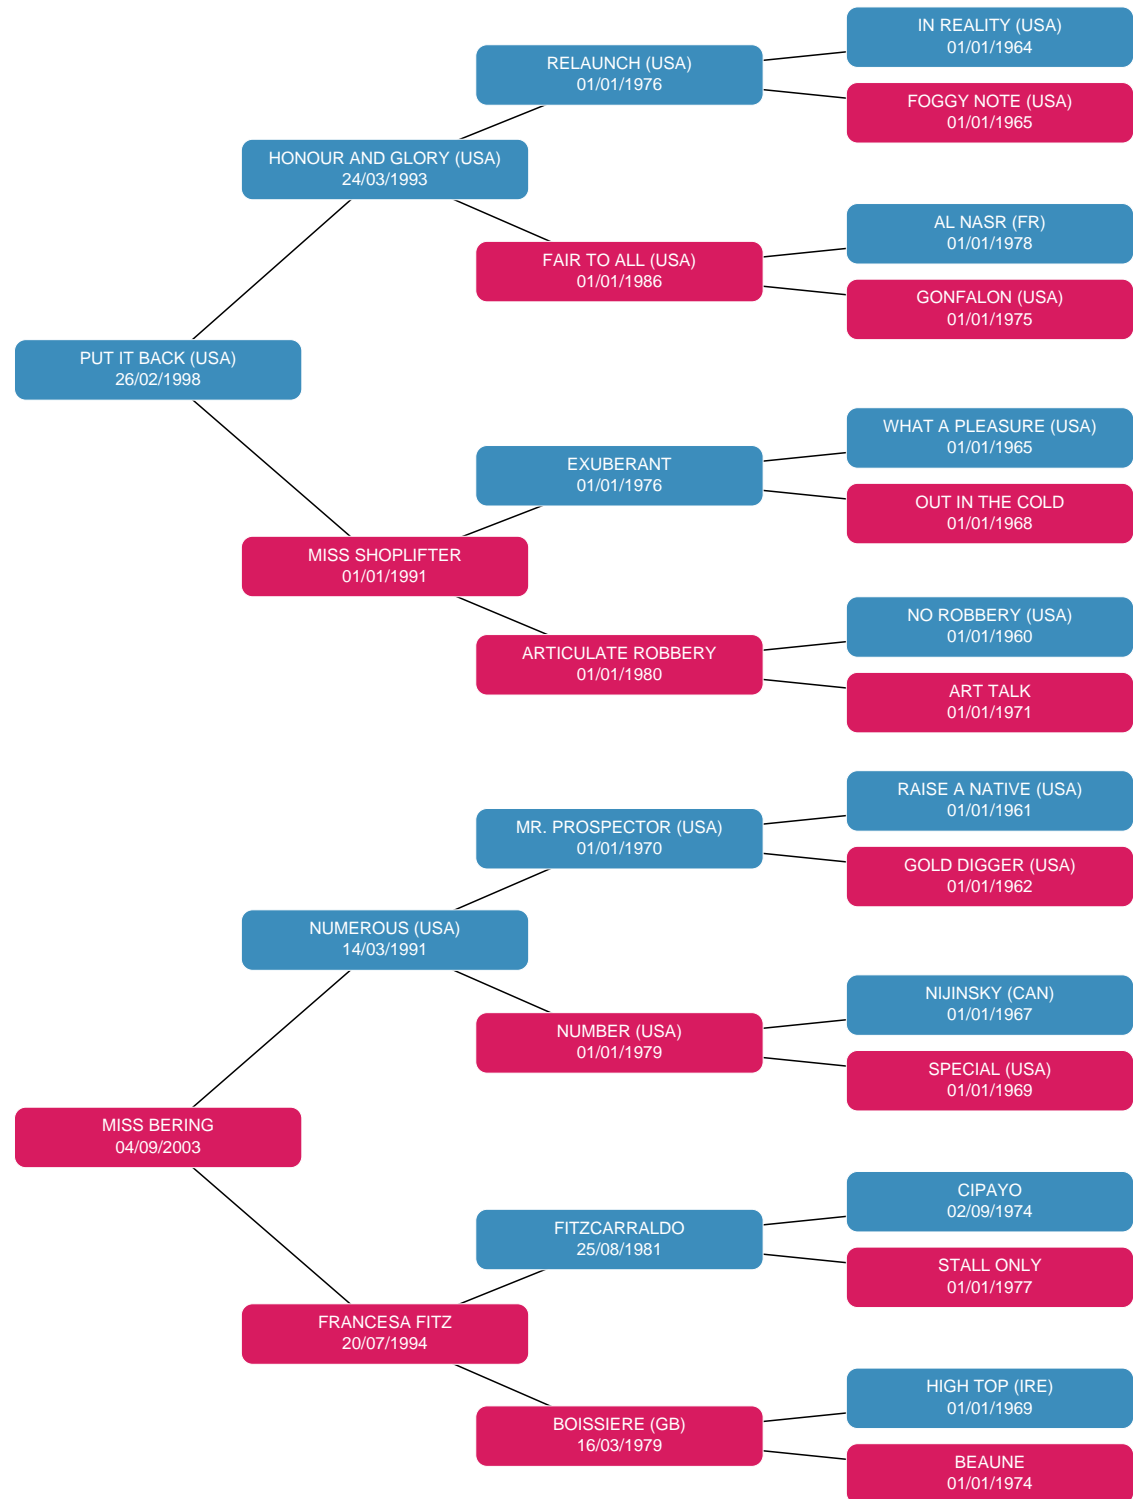 IN REALITY (USA)
01/01/1964
RELAUNCH (USA)
01/01/1976
FOGGY NOTE (USA)
01/01/1965
HONOUR AND GLORY (USA)
24/03/1993
AL NASR (FR)
01/01/1978
FAIR TO ALL (USA)
01/01/1986
GONFALON (USA)
01/01/1975
PUT IT BACK (USA)
26/02/1998
WHAT A PLEASURE (USA)
01/01/1965
EXUBERANT
01/01/1976
OUT IN THE COLD
01/01/1968
MISS SHOPLIFTER
01/01/1991
NO ROBBERY (USA)
01/01/1960
ARTICULATE ROBBERY
01/01/1980
ART TALK
01/01/1971
RAISE A NATIVE (USA)
01/01/1961
MR. PROSPECTOR (USA)
01/01/1970
GOLD DIGGER (USA)
01/01/1962
NUMEROUS (USA)
14/03/1991
NIJINSKY (CAN)
01/01/1967
NUMBER (USA)
01/01/1979
SPECIAL (USA)
01/01/1969
MISS BERING
04/09/2003
CIPAYO
02/09/1974
FITZCARRALDO
25/08/1981
STALL ONLY
01/01/1977
FRANCESA FITZ
20/07/1994
HIGH TOP (IRE)
01/01/1969
BOISSIERE (GB)
16/03/1979
BEAUNE
01/01/1974